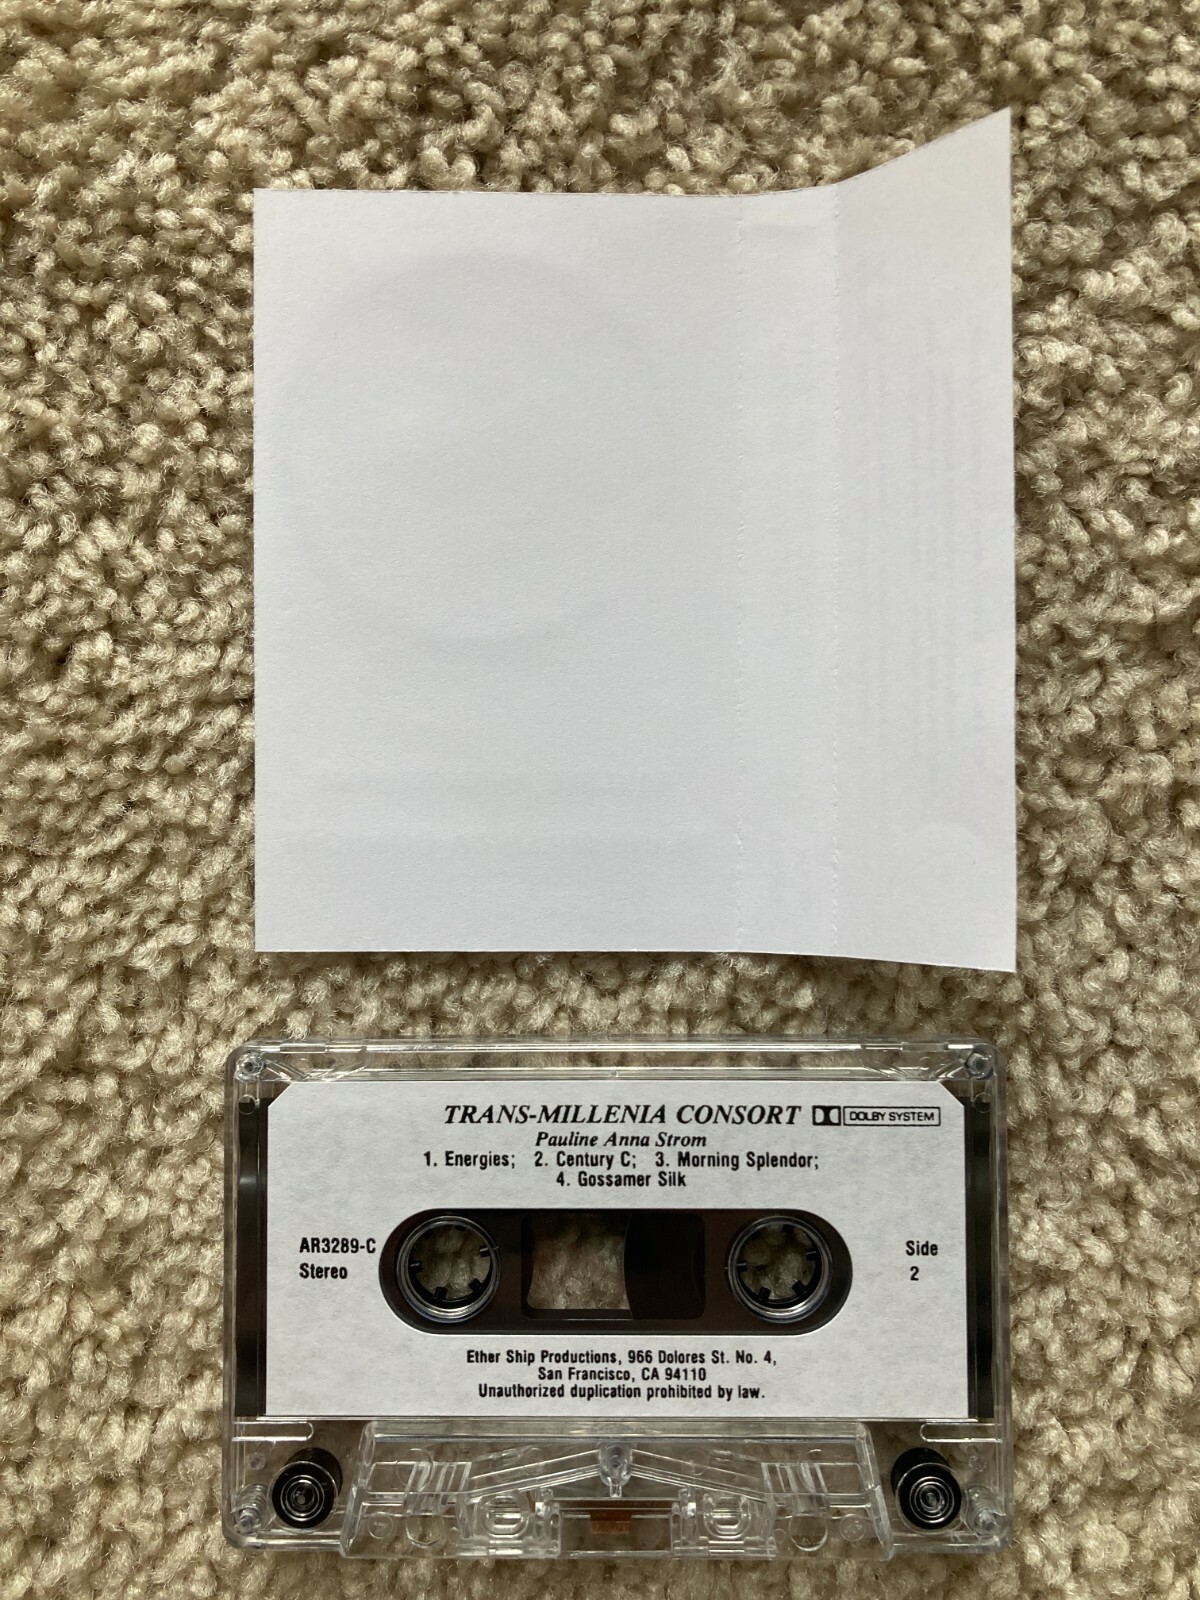 TRANS-MILLENIA CONSORT DOLBY SYSTEM
Pauline Anna Strom
1. Energies; 2. Century C; 3. Morning Splendor;
4. Gossamer Silk
AR3289-C
Stereo
Side
2
Ether Ship Productions, 966 Dolores St. No. 4,
San Francisco, CA 94110
Unauthorized duplication prohibited by law.